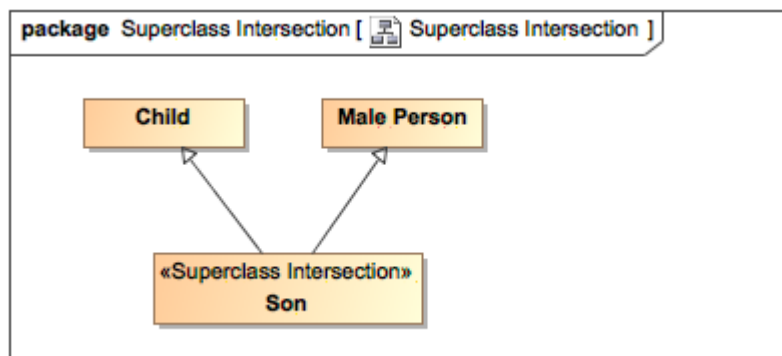 package Superclass Intersection [ Superclass Intersection ]
Child
Male Person
«Superclass Intersection»
Son